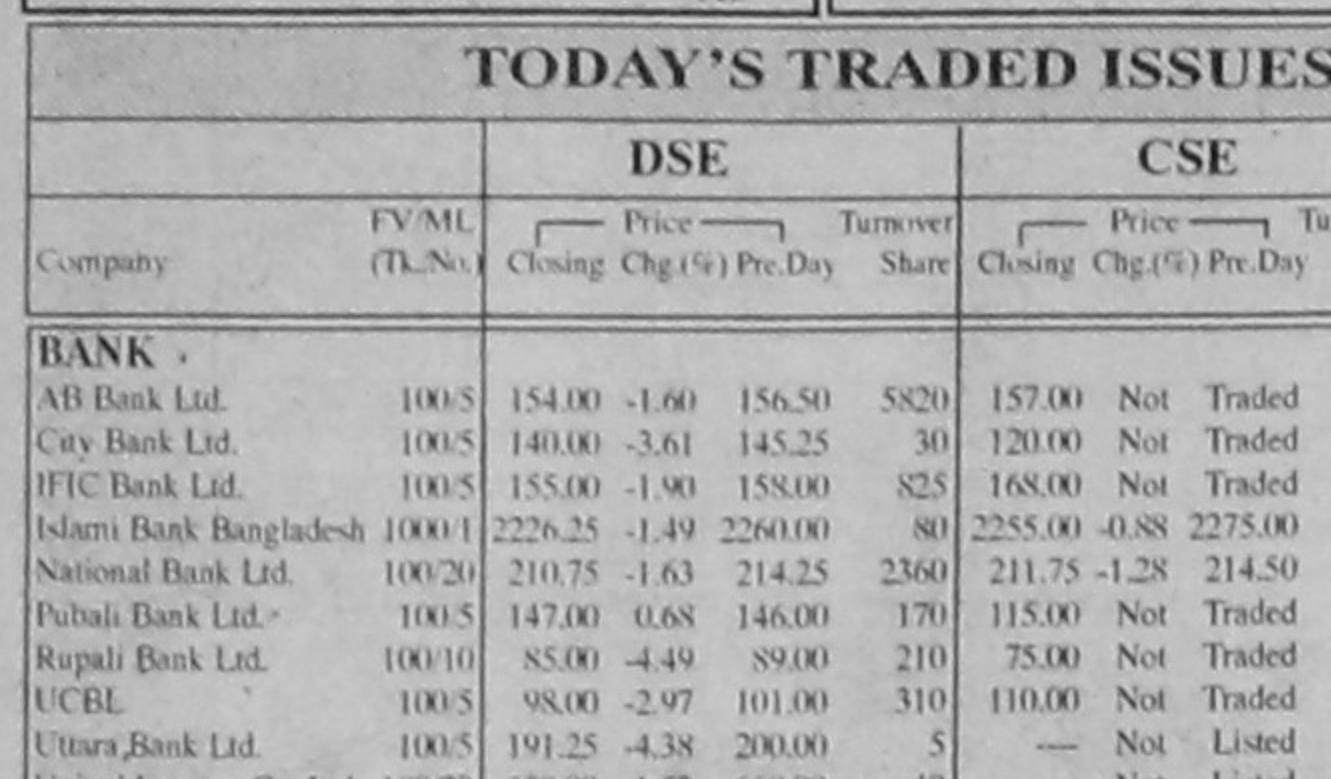 TODAY'S TRADED ISSUES
DSE CSE
FV/ML Price Turnover Price Tu
Company (Tk./No.) Closing Chg.(%) Pre.Day Share Closing Chg.(%) Pre.Day
BANK
AB Bank Ltd. 100/5 154.00 -1.60 156.50 5820 157.00 Not Traded
City Bank Ltd. 100/5 140.00 -3.61 145.25 30 120.00 Not Traded
IFIC Bank Ltd. 100/5 155.00 -1.90 158.00 825 168.00 Not Traded
Islami Bank Bangladesh 1000/1 2226.25 -1.49 2260.00 80 2255.00 -0.88 2275.00
National Bank Ltd. 100/20 210.75 -1.63 214.25 2360 211.75 -1.28 214.50
Pubali Bank Ltd. 100/5 147.00 0.68 146.00 170 115.00 Not Traded
Rupali Bank Ltd. 100/10 85.00 -4.49 89.00 210 75.00 Not Traded
UCBL 100/5 98.00 -2.97 101.00 310 110.00 Not Traded
Uttara Bank Ltd. 100/5 191.25 -4.38 200.00 5 — Not Listed